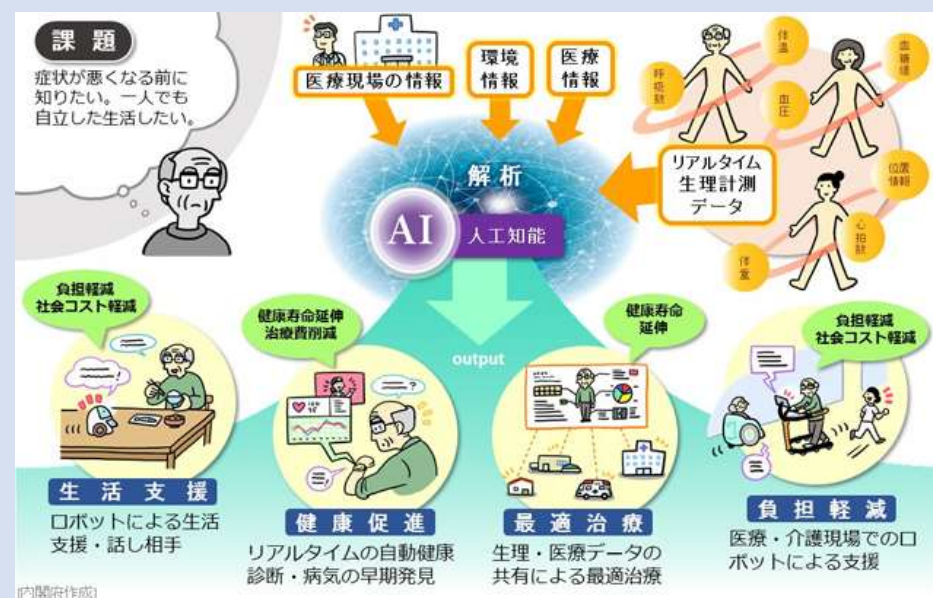 課題
症状が悪くなる前に
知りたい。一人でも
自立した生活したい。
医療現場の情報
環境
情報
医療
情報
体温
呼吸数
血圧
血糖値
リアルタイム
生理計測
データ
位置
情報
心拍数
体重
解析
AI 人工知能
output
負担軽減
社会コスト軽減
生活支援
ロボットによる生活
支援・話し相手
健康寿命延伸
治療費削減
健康促進
リアルタイムの自動健康
診断・病気の早期発見
健康寿命
延伸
最適治療
生理・医療データの
共有による最適治療
負担軽減
社会コスト軽減
負担軽減
医療・介護現場でのロ
ボットによる支援
[内閣府作成]